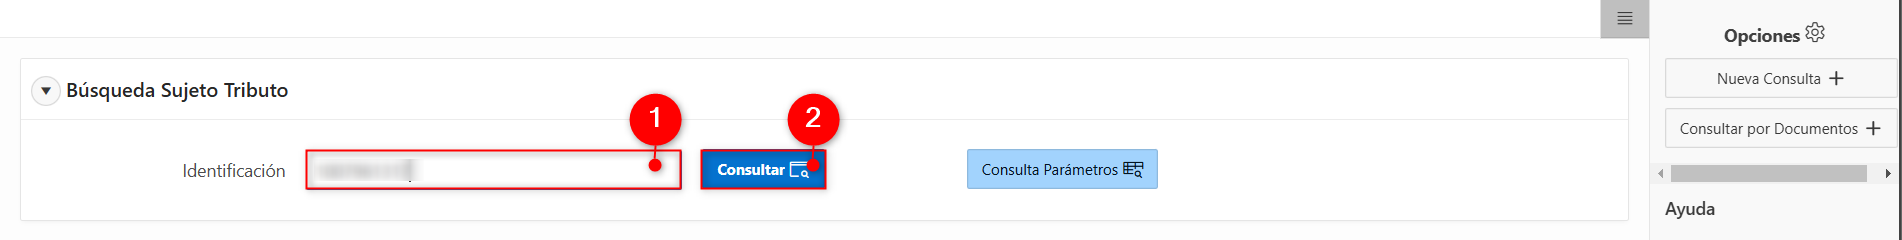 Opciones
Nueva Consulta
Búsqueda Sujeto Tributo
1
2
Consultar por Documentos
Identificación
Consultar
Consulta Parámetros
Ayuda